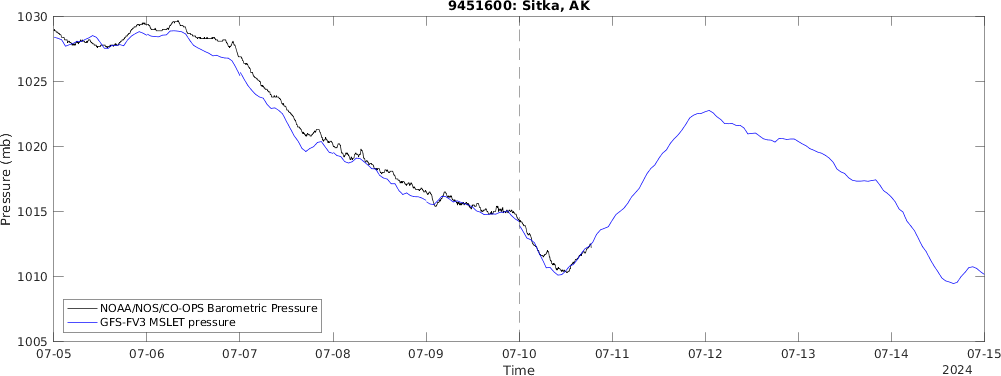 9451600: Sitka, AK
1030
1025
1020
1015
1010
1005
Pressure (mb)
NOAA/NOS/CO-OPS Barometric Pressure
GFS-FV3 MSLET pressure
07-05 07-06 07-07 07-08 07-09 07-10 07-11 07-12 07-13 07-14 07-15
Time
2024